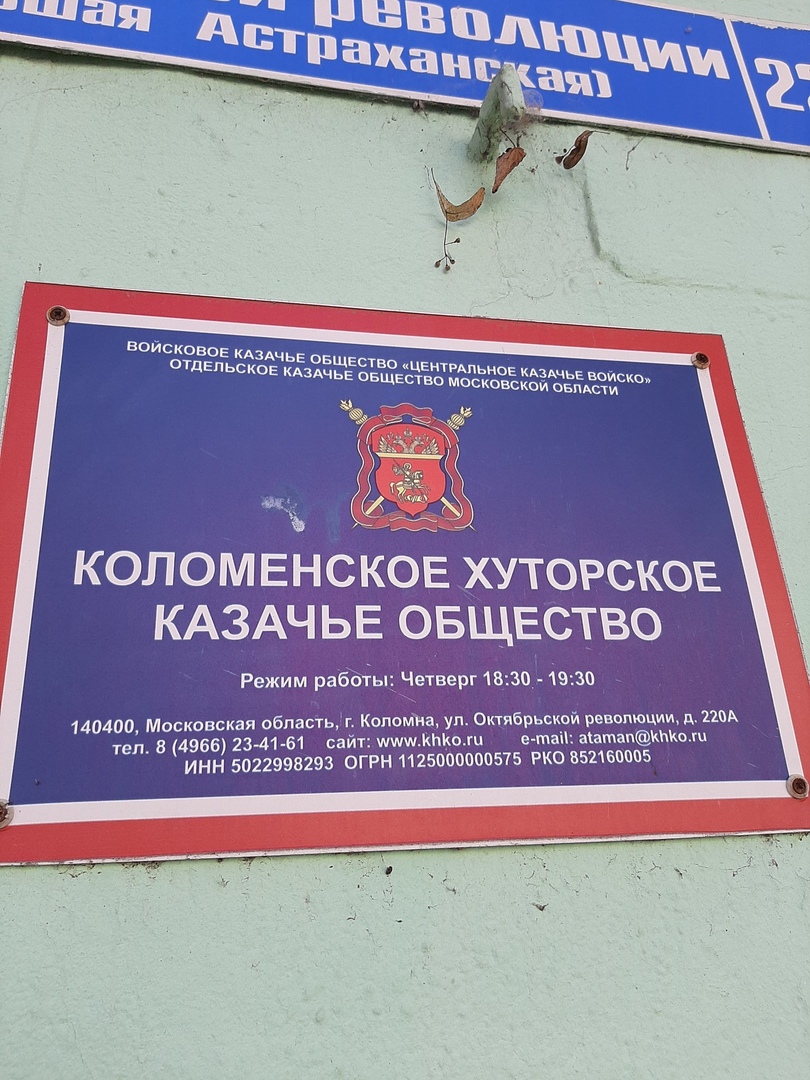 революции
Астраханская)
ВОЙСКОВОЕ КАЗАЧЬЕ ОБЩЕСТВО «ЦЕНТРАЛЬНОЕ КАЗАЧЬЕ ВОЙСКО»
ОТДЕЛЬСКОЕ КАЗАЧЬЕ ОБЩЕСТВО МОСКОВСКОЙ ОБЛАСТИ
КОЛОМЕНСКОЕ ХУТОРСКОЕ
КАЗАЧЬЕ ОБЩЕСТВО
Режим работы: Четверг 18:30 - 19:30
140400, Московская область, г. Коломна, ул. Октябрьской революции, д. 220А
тел. 8 (4966) 23-41-61 сайт: www.khko.ru e-mail: ataman@khko.ru
ИНН 5022998293 ОГРН 1125000000575 РКО 852160005